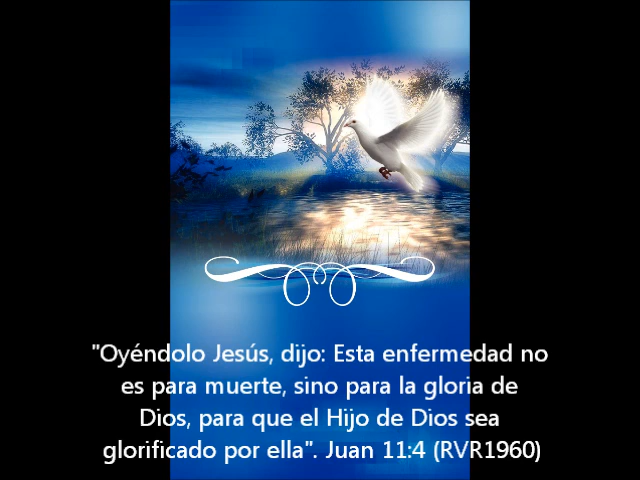 "Oyéndolo Jesús, dijo: Esta enfermedad no
es para muerte, sino para la gloria de
Dios, para que el Hijo de Dios sea
glorificado por ella". Juan 11:4 (RVR1960)